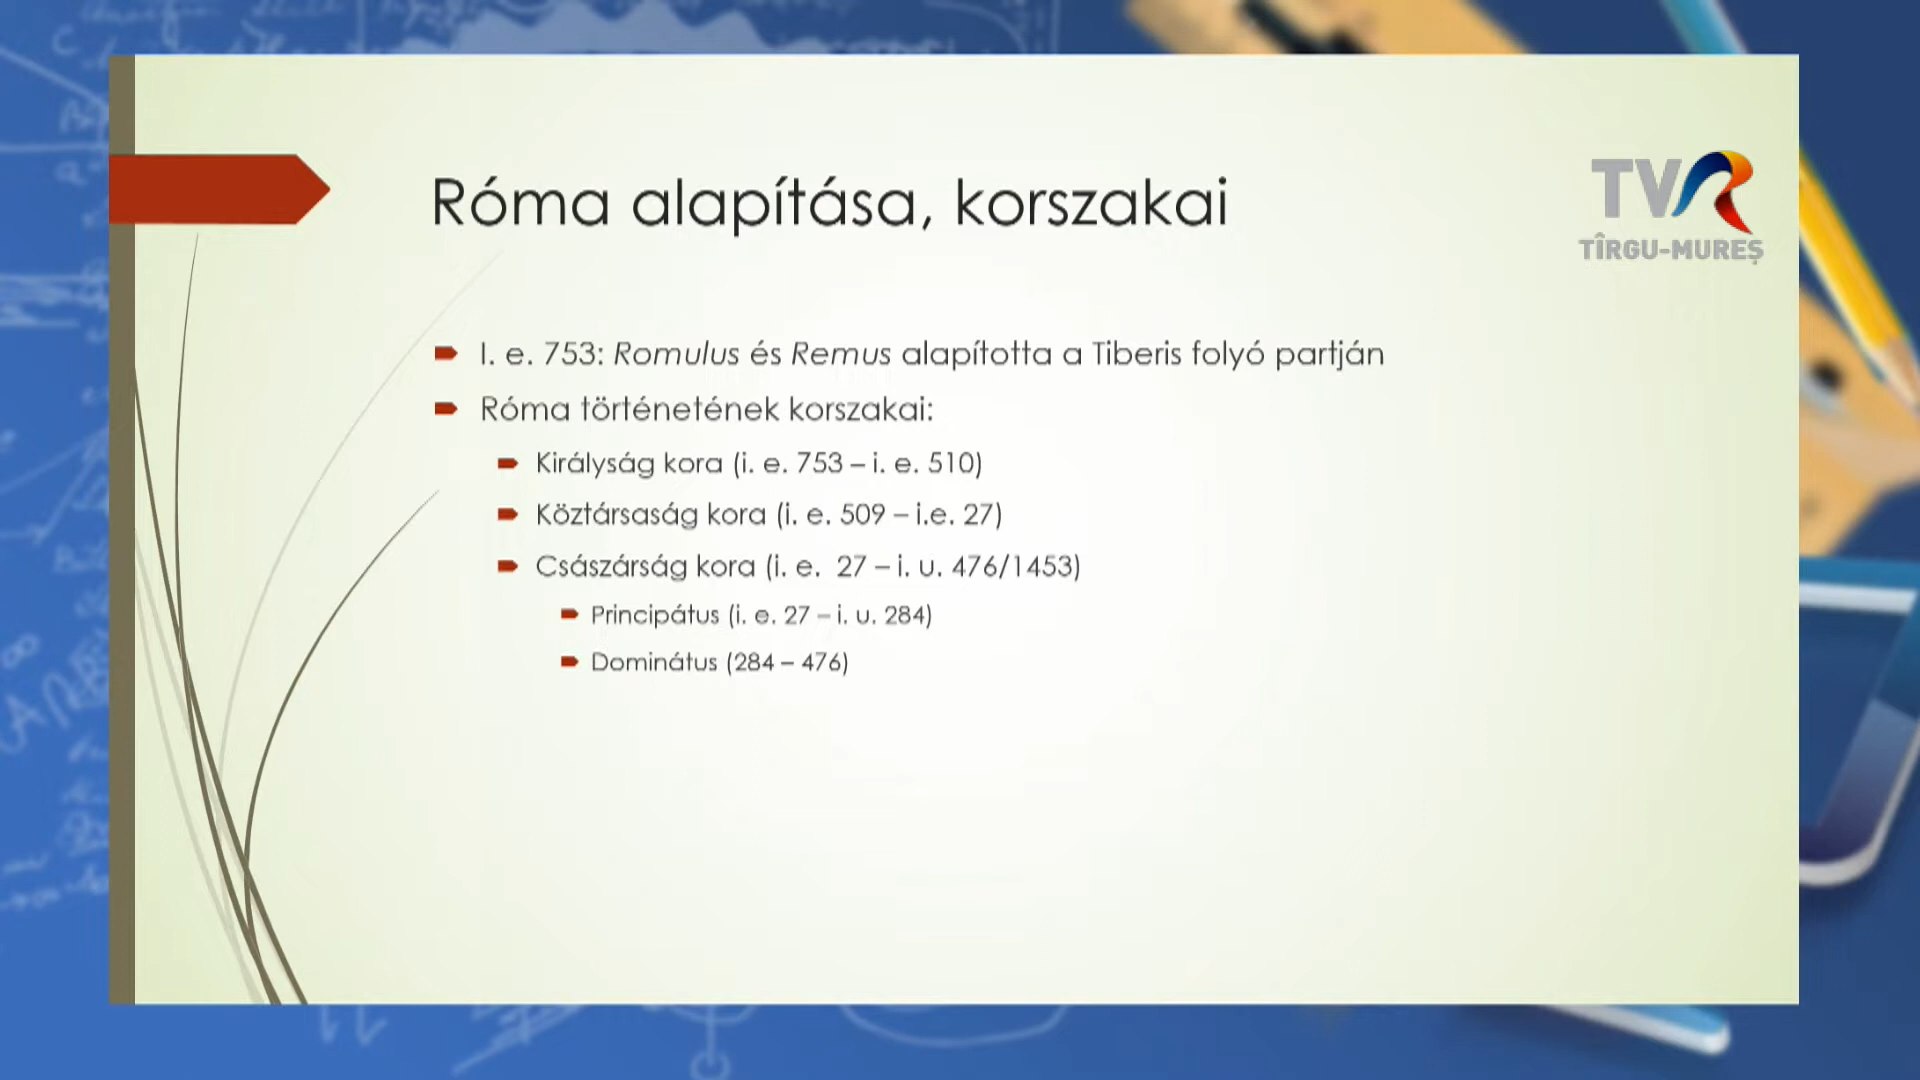 Róma alapítása, korszakai
TVR
TÎRGU-MUREȘ
I. e. 753: Romulus és Remus alapította a Tiberis folyó partján
Róma történetének korszakai:
Királyság kora (i. e. 753 – i. e. 510)
Köztársaság kora (i. e. 509 – i.e. 27)
Császárság kora (i. e.  27 – i. u. 476/1453)
Principátus (i. e. 27 – i. u. 284)
Dominátus (284 – 476)